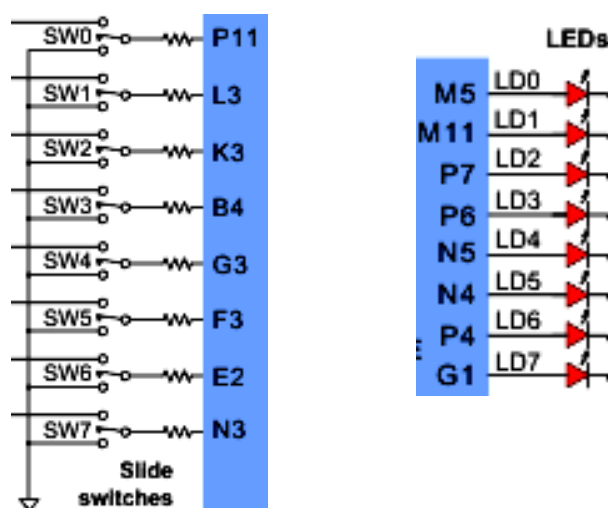 SW0 P11
SW1 L3
SW2 K3
SW3 B4
SW4 G3
SW5 F3
SW6 E2
SW7 N3
Slide
switches
LEDs
M5 LD0
M11 LD1
P7 LD2
P6 LD3
N5 LD4
N4 LD5
P4 LD6
G1 LD7